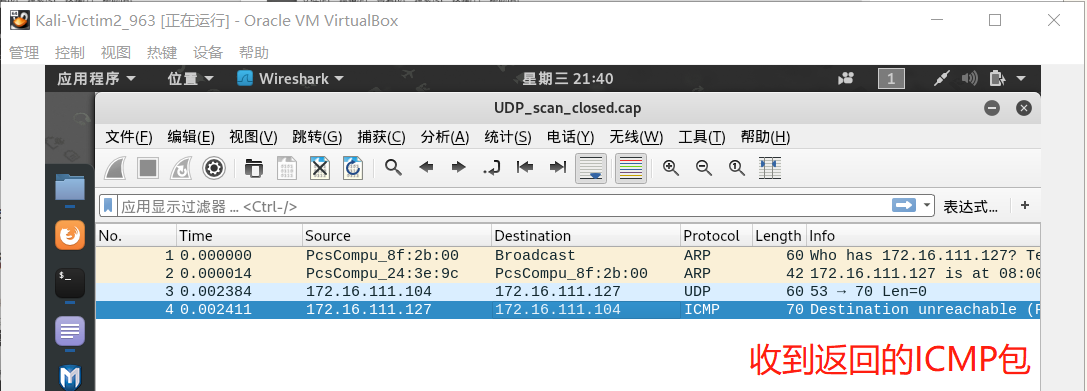 Kali-Victim2_963 [正在运行] - Oracle VM VirtualBox
管理 控制 视图 热键 设备 帮助
应用程序 位置 Wireshark 星期三 21:40 1
UDP_scan_closed.cap
文件(F) 编辑(E) 视图(V) 跳转(G) 捕获(C) 分析(A) 统计(S) 电话(Y) 无线(W) 工具(T) 帮助(H)
应用显示过滤器 … <Ctrl-/> 表达式… +
No. Time Source Destination Protocol Length Info
1 0.000000 PcsCompu_8f:2b:00 Broadcast ARP 60 Who has 172.16.111.127? Te
2 0.000014 PcsCompu_24:3e:9c PcsCompu_8f:2b:00 ARP 42 172.16.111.127 is at 08:00
3 0.002384 172.16.111.104 172.16.111.127 UDP 60 53 → 70 Len=0
4 0.002411 172.16.111.127 172.16.111.104 ICMP 70 Destination unreachable (P
收到返回的ICMP包